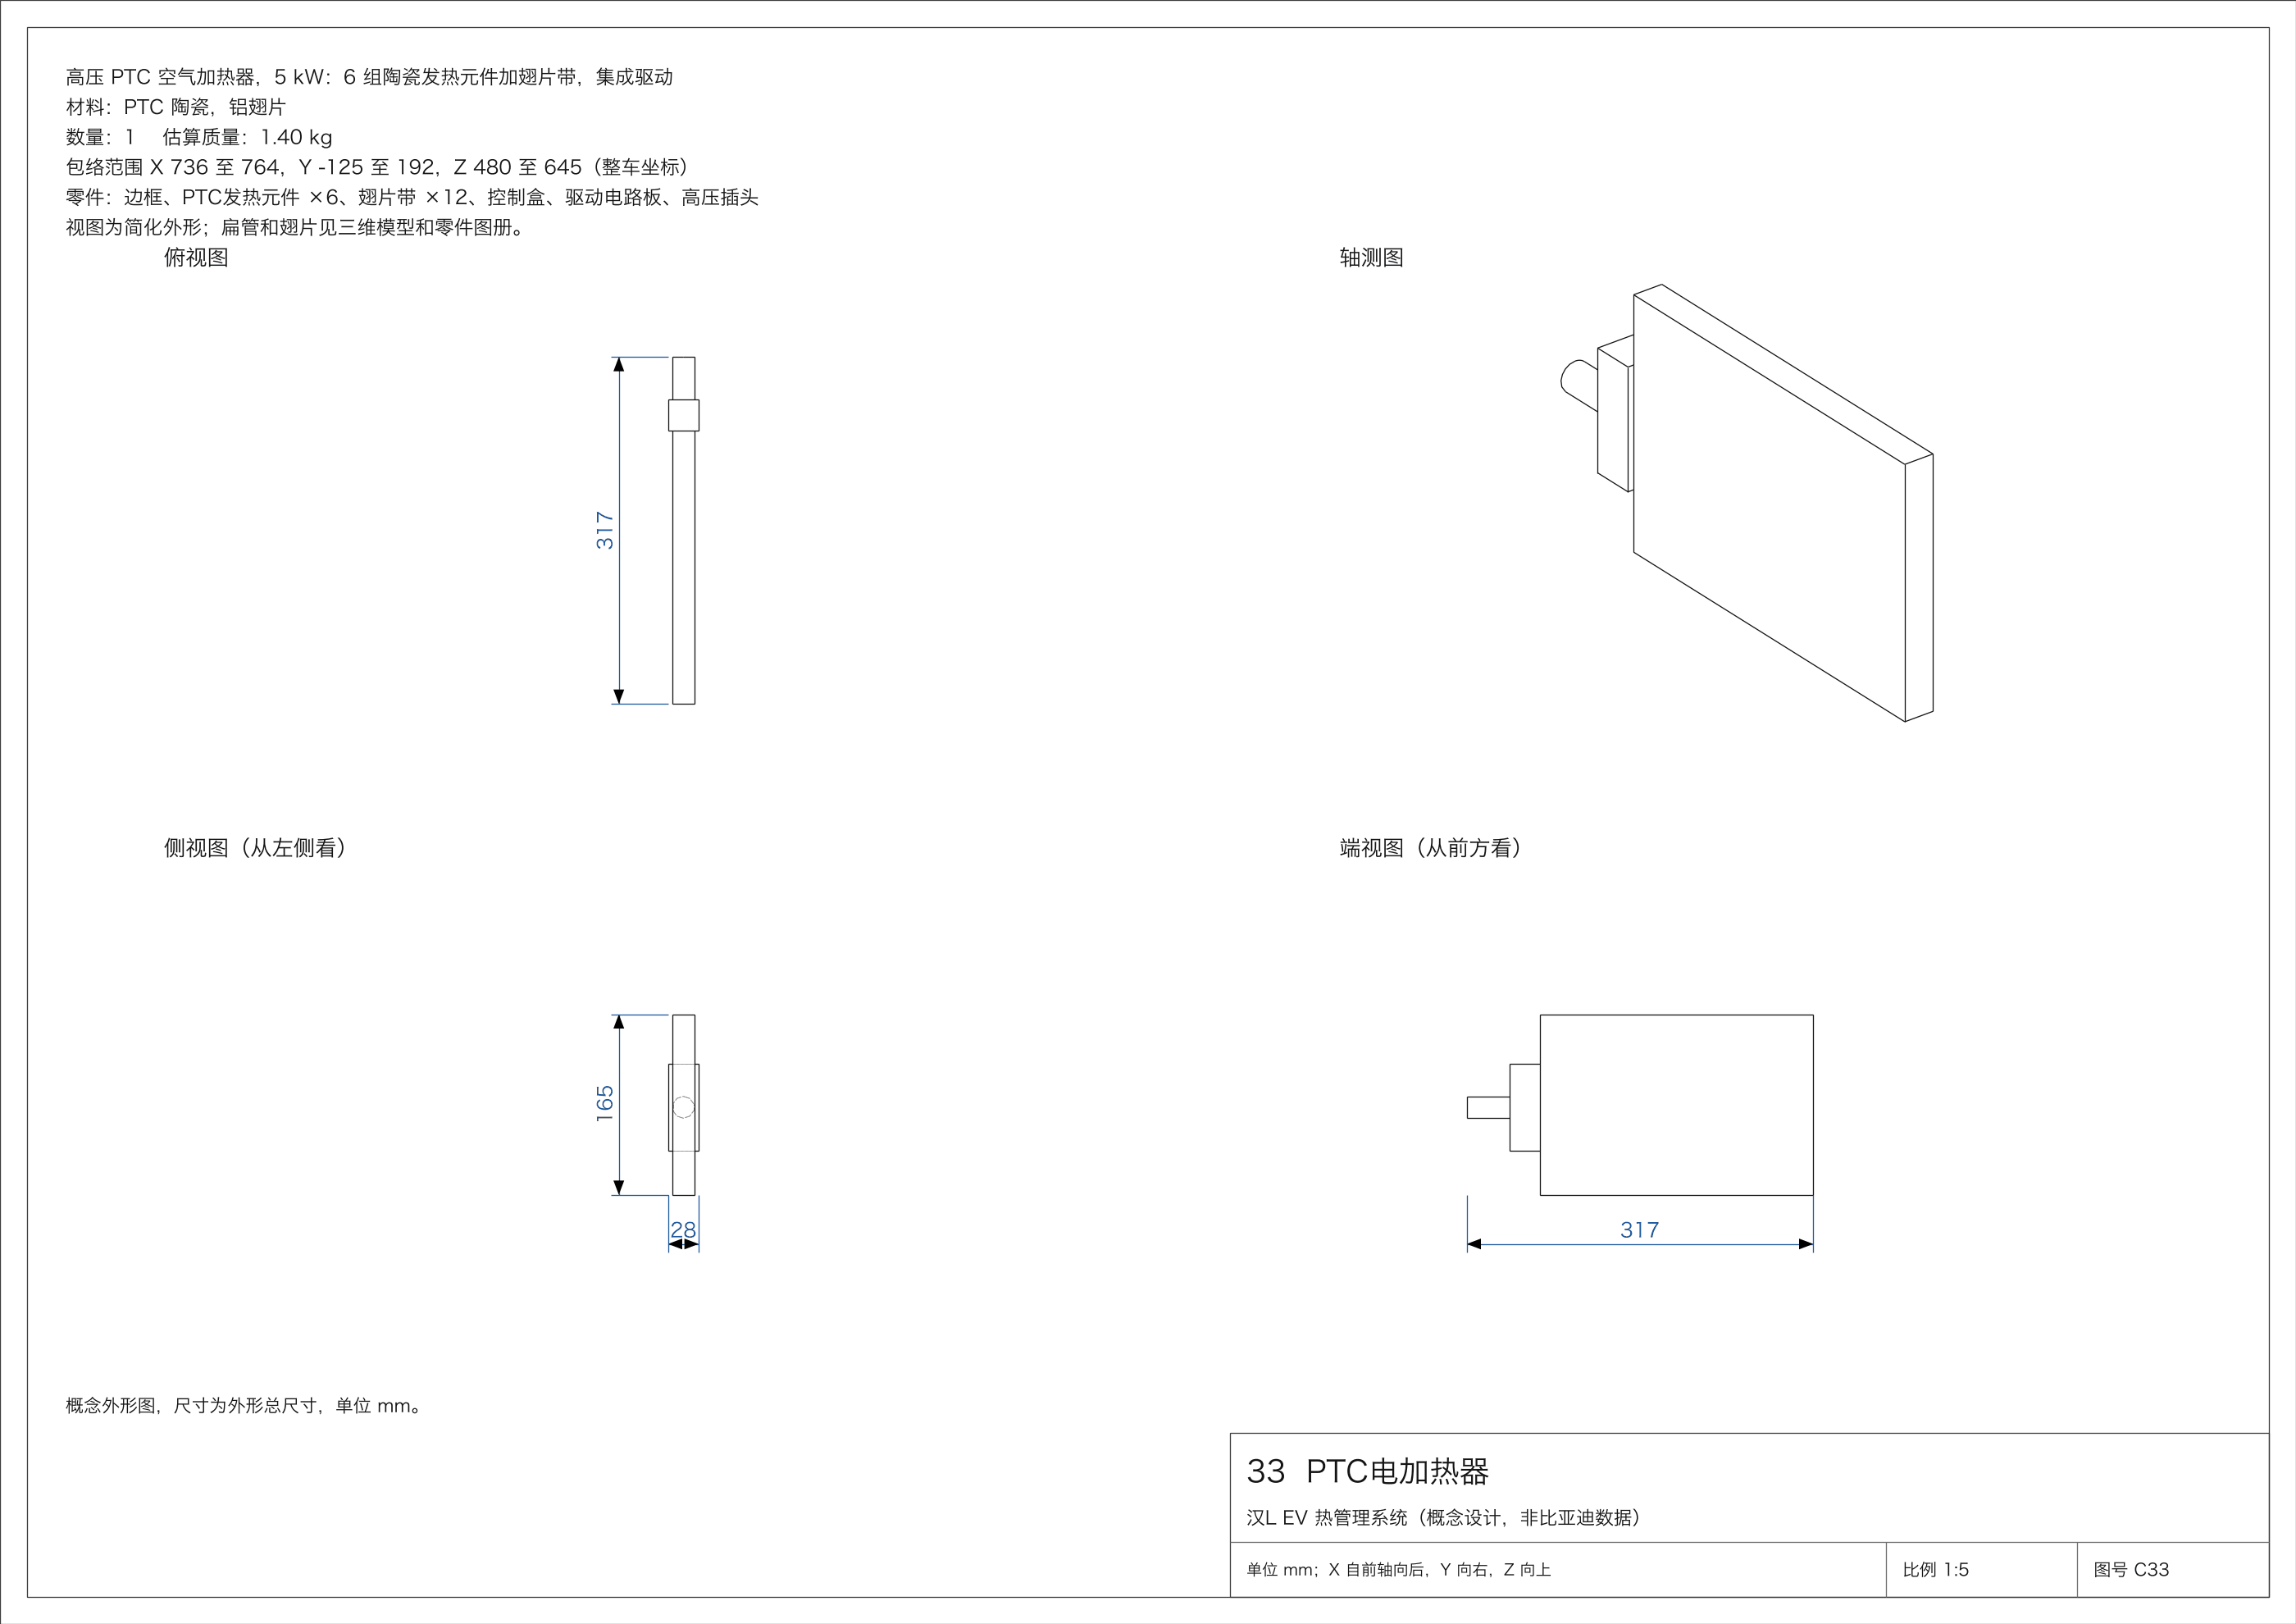 高压 PTC 空气加热器，5 kW：6 组陶瓷发热元件加翅片带，集成驱动
材料：PTC 陶瓷，铝翅片
数量：1 估算质量：1.40 kg
包络范围 X 736 至 764，Y -125 至 192，Z 480 至 645（整车坐标）
零件：边框、PTC发热元件 ×6、翅片带 ×12、控制盒、驱动电路板、高压插头
视图为简化外形；扁管和翅片见三维模型和零件图册。
俯视图
轴测图
317
侧视图（从左侧看）
端视图（从前方看）
165
28
317
概念外形图，尺寸为外形总尺寸，单位 mm。
33 PTC电加热器
汉L EV 热管理系统（概念设计，非比亚迪数据）
单位 mm；X 自前轴向后，Y 向右，Z 向上
比例 1:5
图号 C33